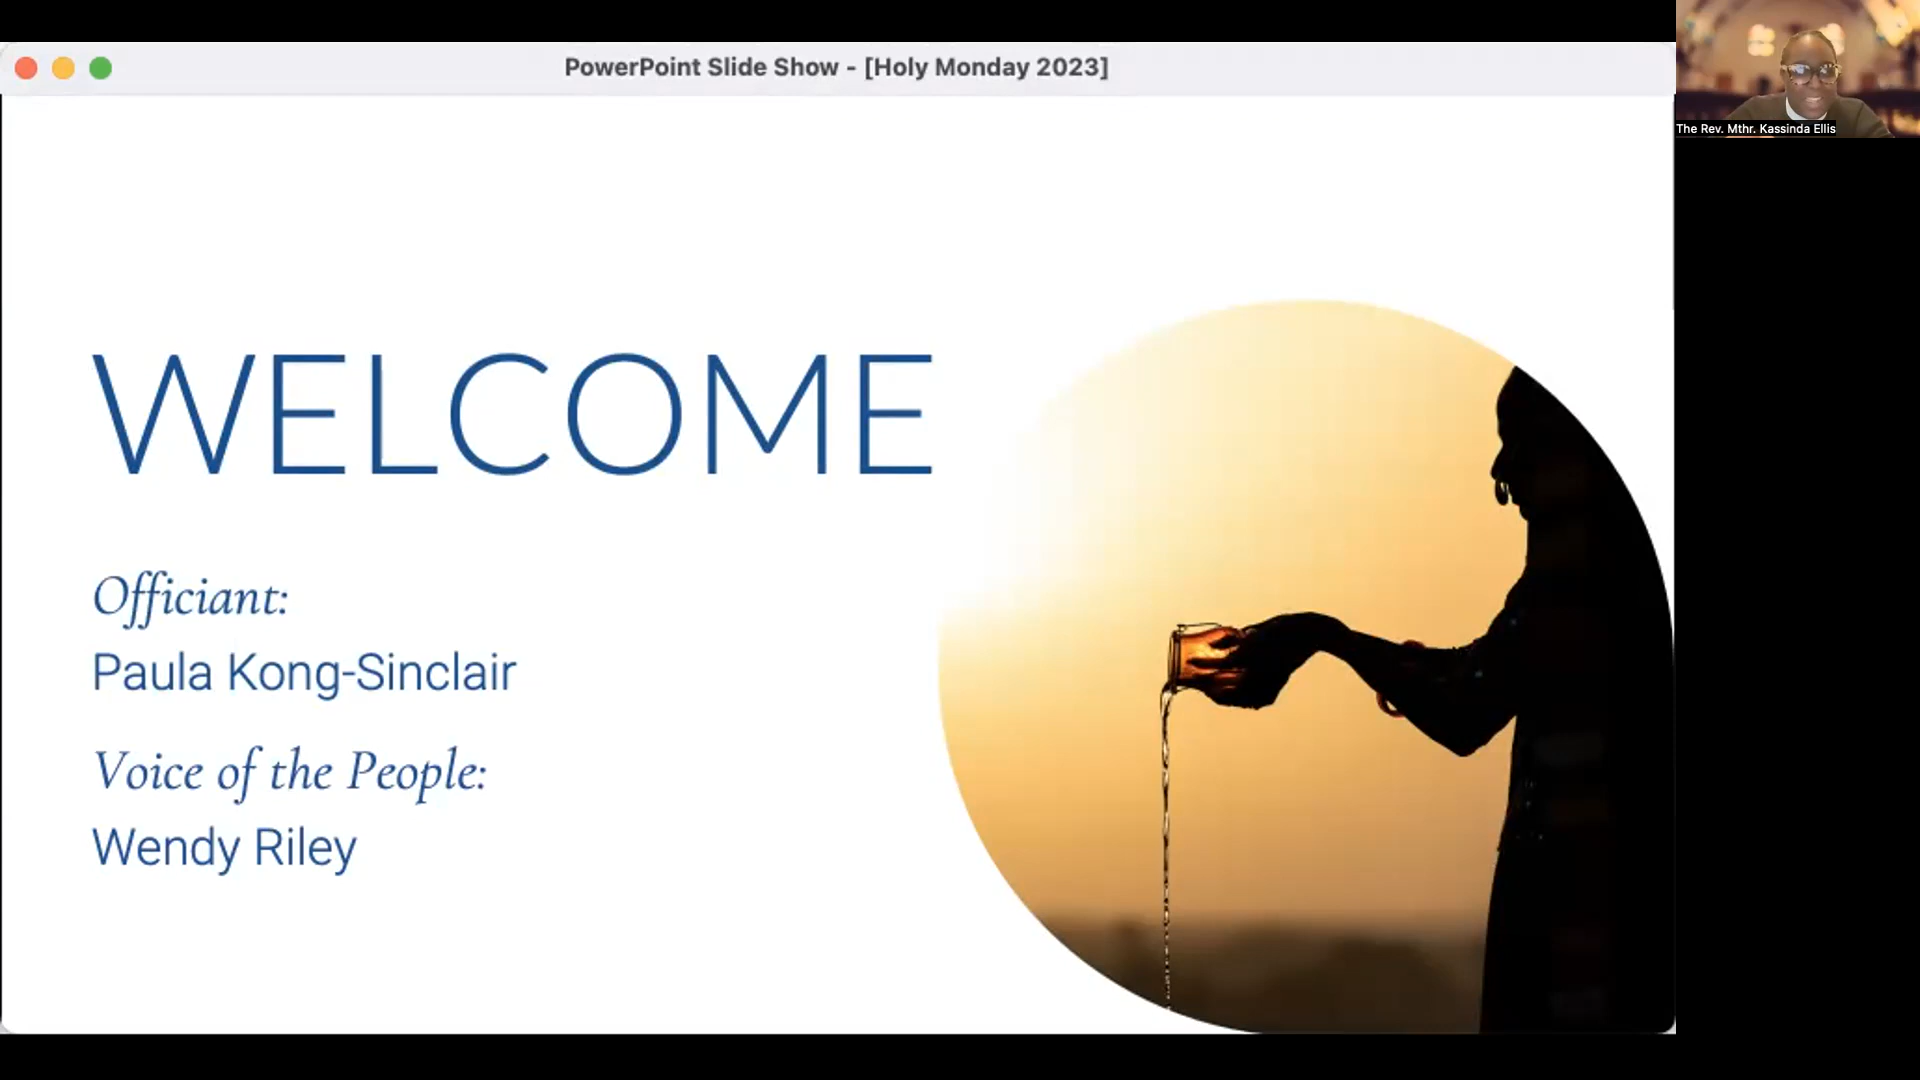 PowerPoint Slide Show - [Holy Monday 2023]
The Rev. Mthr. Kassinda Ellis
WELCOME
Officiant:
Paula Kong-Sinclair
Voice of the People:
Wendy Riley